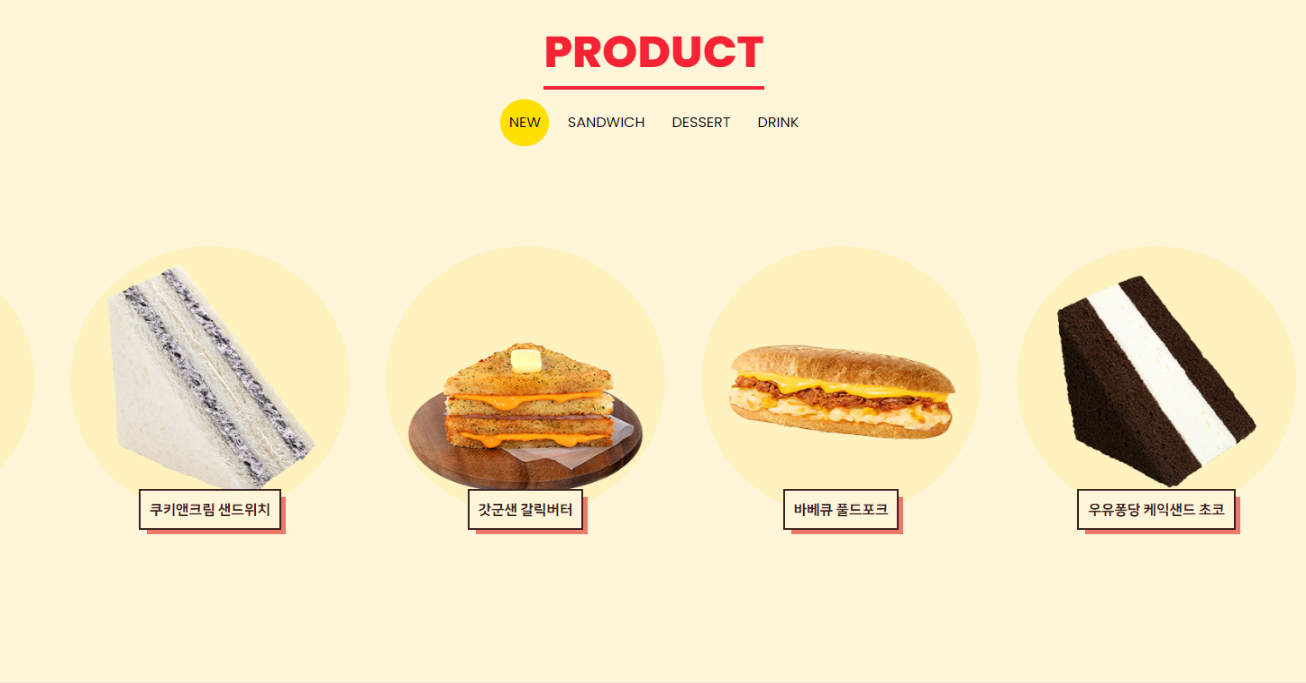 PRODUCT
NEW SANDWICH DESSERT DRINK
쿠키앤크림 샌드위치
갓군샌 갈릭버터
바베큐 풀드포크
우유퐁당 케익샌드 초코